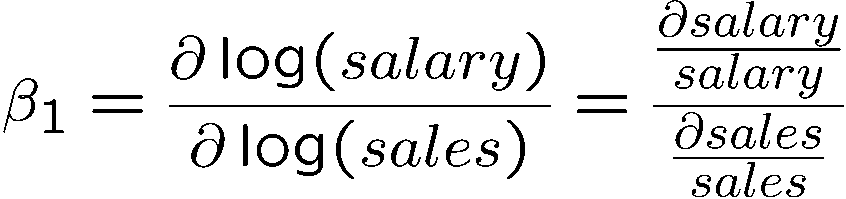 β₁ = ∂ log(salary) / ∂ log(sales) = (∂salary / salary) / (∂sales / sales)